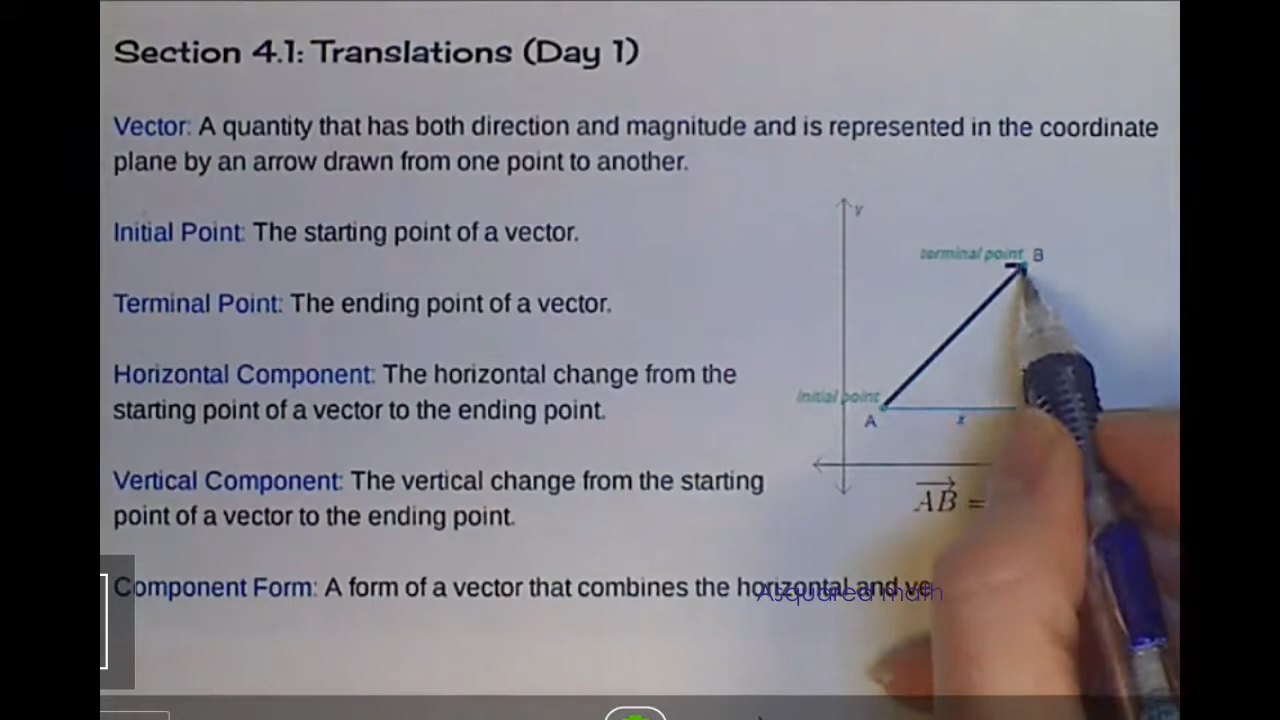 Section 4.1: Translations (Day 1)
Vector: A quantity that has both direction and magnitude and is represented in the coordinate
plane by an arrow drawn from one point to another.
Initial Point: The starting point of a vector.
Terminal Point: The ending point of a vector.
Horizontal Component: The horizontal change from the
starting point of a vector to the ending point.
Vertical Component: The vertical change from the starting
point of a vector to the ending point.
Component Form: A form of a vector that combines the horizontal and ve
y
terminal point B
initial point
A
x
AB =
Asquared math